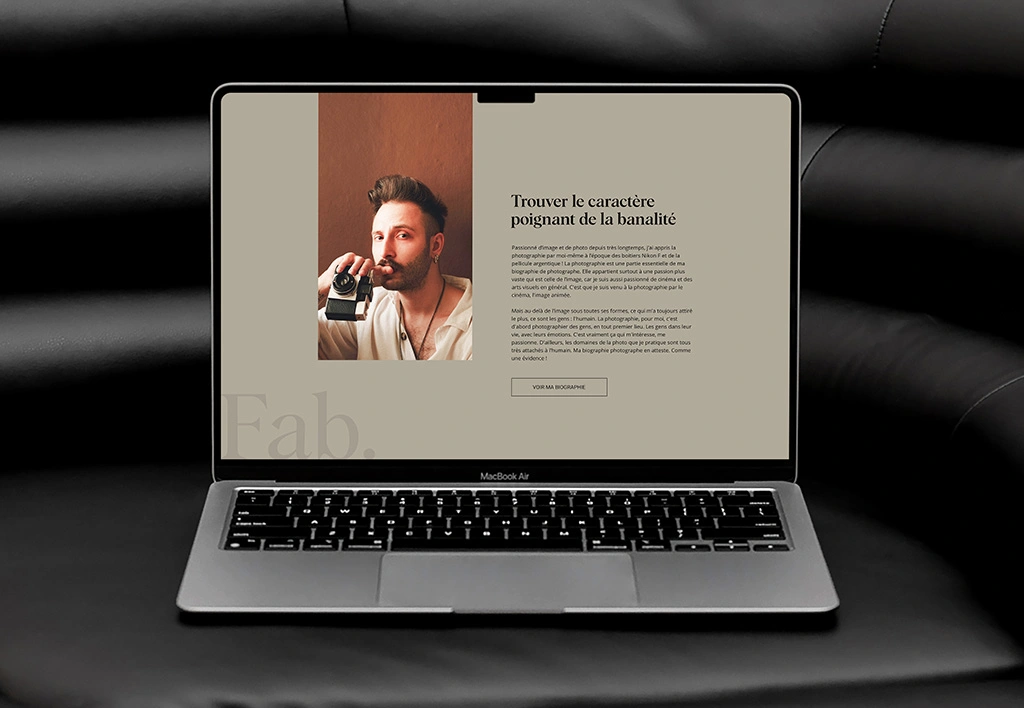 Trouver le caractère
poignant de la banalité
Passionné d'image et de photo depuis très longtemps, j'ai appris la
photographie par moi-même à l'époque des boitiers Nikon F et de la
pellicule argentique ! La photographie est une partie essentielle de ma
biographie de photographe. Elle appartient surtout à une passion plus
vaste qui est celle de l'image, car je suis aussi passionné de cinéma et des
arts visuels en général. C'est que je suis venu à la photographie par le
cinéma, l'image animée.
Mais au delà de l'image sous toutes ses formes, ce qui m'a toujours attiré
le plus, ce sont les gens : l'humain. La photographie, pour moi, c'est
d'abord photographier des gens, en tout premier lieu. Les gens dans leur
vie, avec leurs émotions. C'est vraiment ça qui m'intéresse, me
passionne. D'ailleurs, les domaines de la photo que je pratique sont tous
très attachés à l'humain. Ma biographie photographe en atteste. Comme
une évidence !
VOIR MA BIOGRAPHIE
Fab.
MacBook Air
Q W E R T Y U I O P
A S D F G H J K L
Z X C V B N M